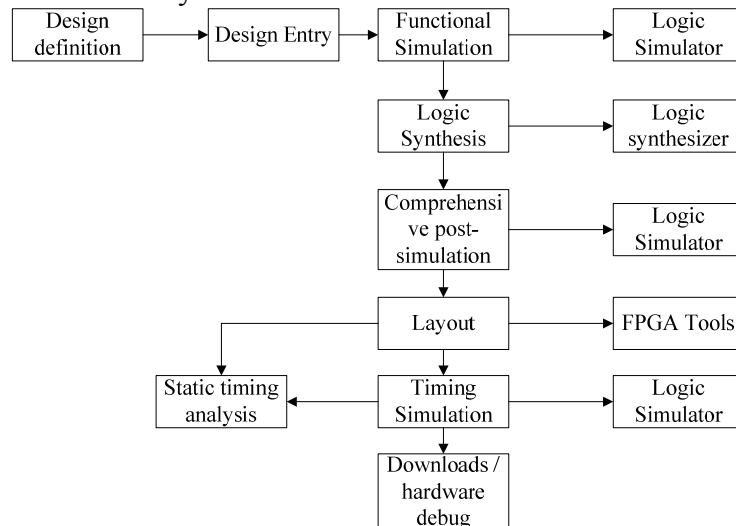 Design
definition
Design Entry
Functional
Simulation
Logic
Simulator
Logic
Synthesis
Logic
synthesizer
Comprehensi
ve post-
simulation
Logic
Simulator
Layout
FPGA Tools
Static timing
analysis
Timing
Simulation
Logic
Simulator
Downloads /
hardware
debug